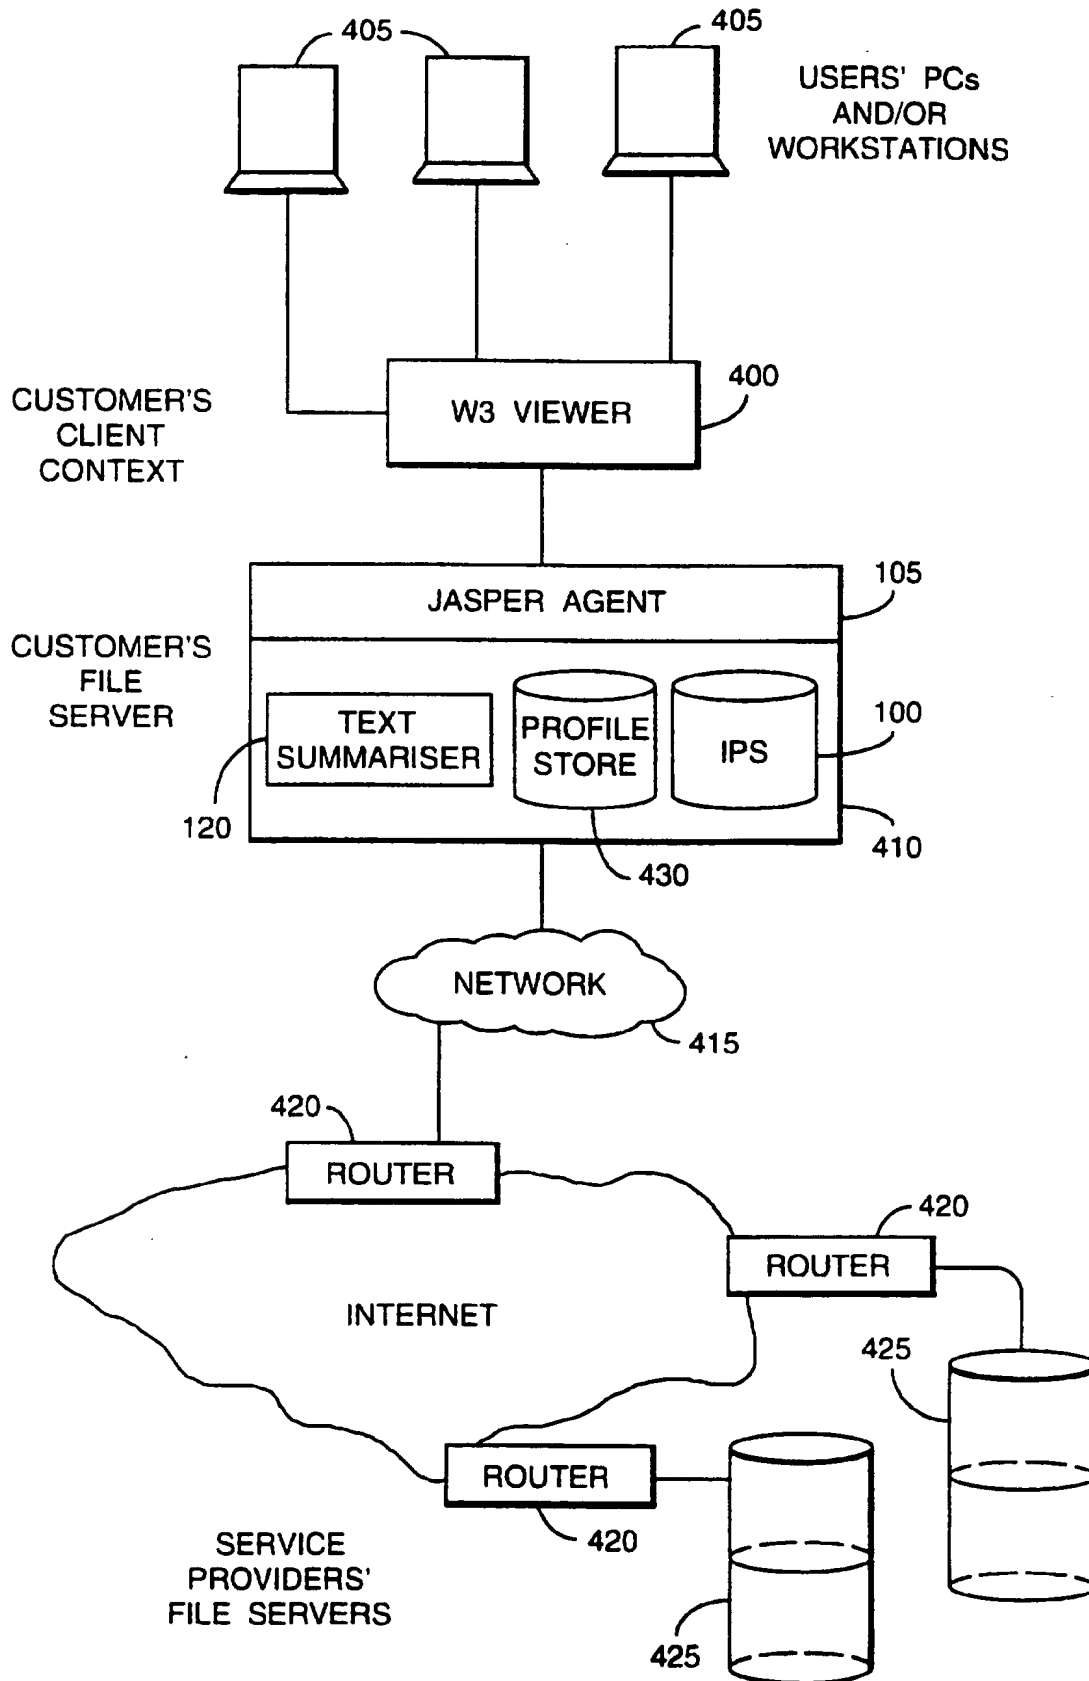 405
405
USERS' PCs
AND/OR
WORKSTATIONS
CUSTOMER'S
CLIENT
CONTEXT
W3 VIEWER
400
JASPER AGENT
105
CUSTOMER'S
FILE
SERVER
TEXT
SUMMARISER
PROFILE
STORE
IPS
100
120
430
410
NETWORK
415
420
ROUTER
420
ROUTER
INTERNET
425
ROUTER
420
SERVICE
PROVIDERS'
FILE SERVERS
425